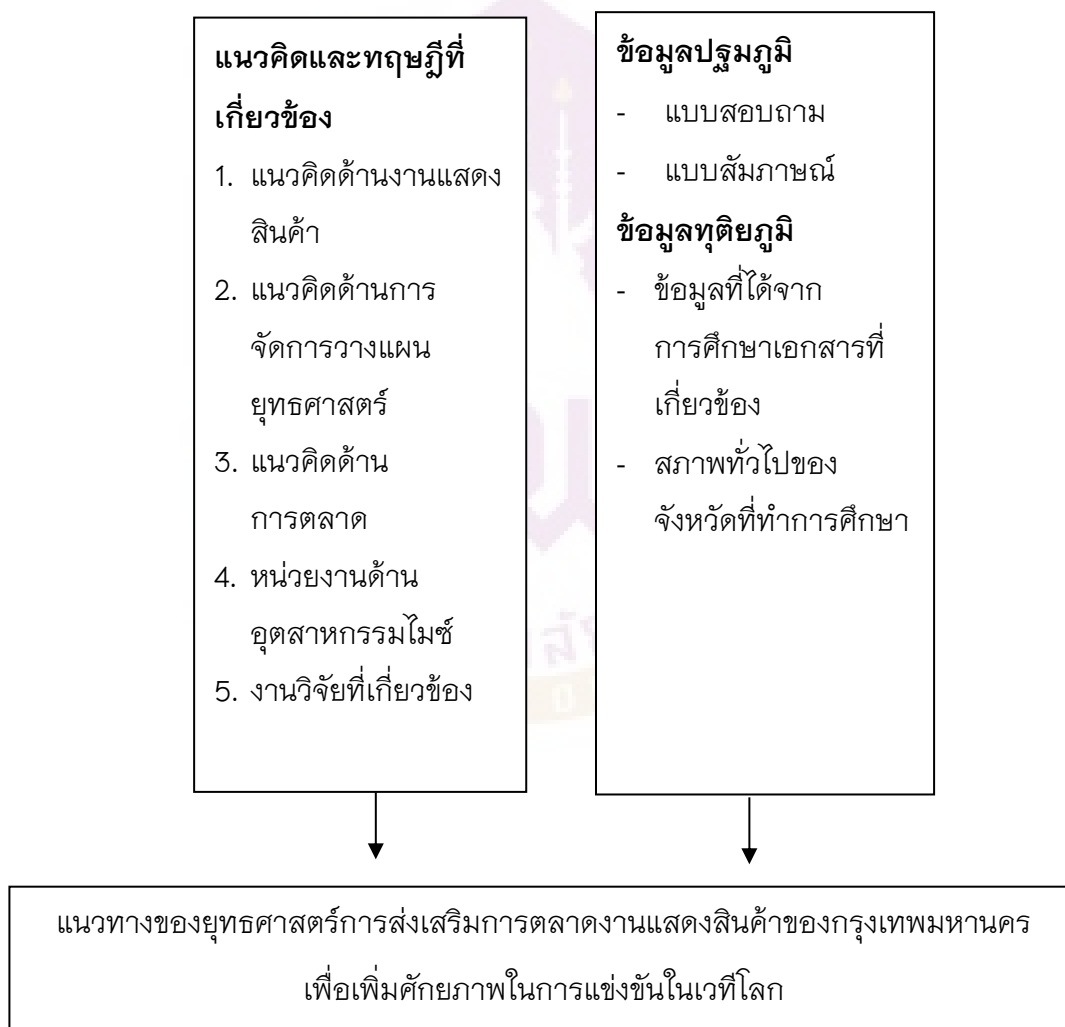 แนวคิดและทฤษฎีที่
เกี่ยวข้อง
1. แนวคิดด้านงานแสดง
สินค้า
2. แนวคิดด้านการ
จัดการวางแผน
ยุทธศาสตร์
3. แนวคิดด้าน
การตลาด
4. หน่วยงานด้าน
อุตสาหกรรมไมซ์
5. งานวิจัยที่เกี่ยวข้อง
ข้อมูลปฐมภูมิ
- แบบสอบถาม
- แบบสัมภาษณ์
ข้อมูลทุติยภูมิ
- ข้อมูลที่ได้จาก
การศึกษาเอกสารที่
เกี่ยวข้อง
- สภาพทั่วไปของ
จังหวัดที่ทำการศึกษา
แนวทางของยุทธศาสตร์การส่งเสริมการตลาดงานแสดงสินค้าของกรุงเทพมหานคร
เพื่อเพิ่มศักยภาพในการแข่งขันในเวทีโลก